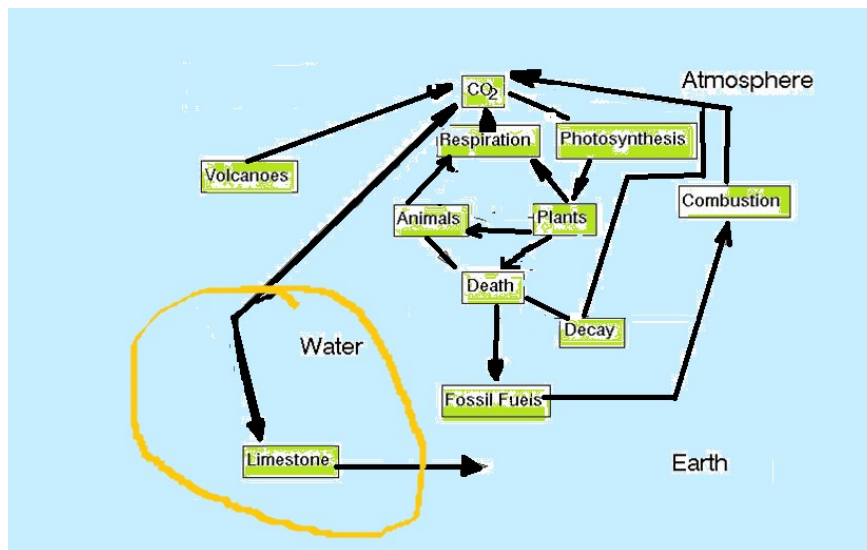 Atmosphere
CO2
Respiration
Photosynthesis
Volcanoes
Combustion
Animals
Plants
Death
Decay
Water
Fossil Fuels
Limestone
Earth